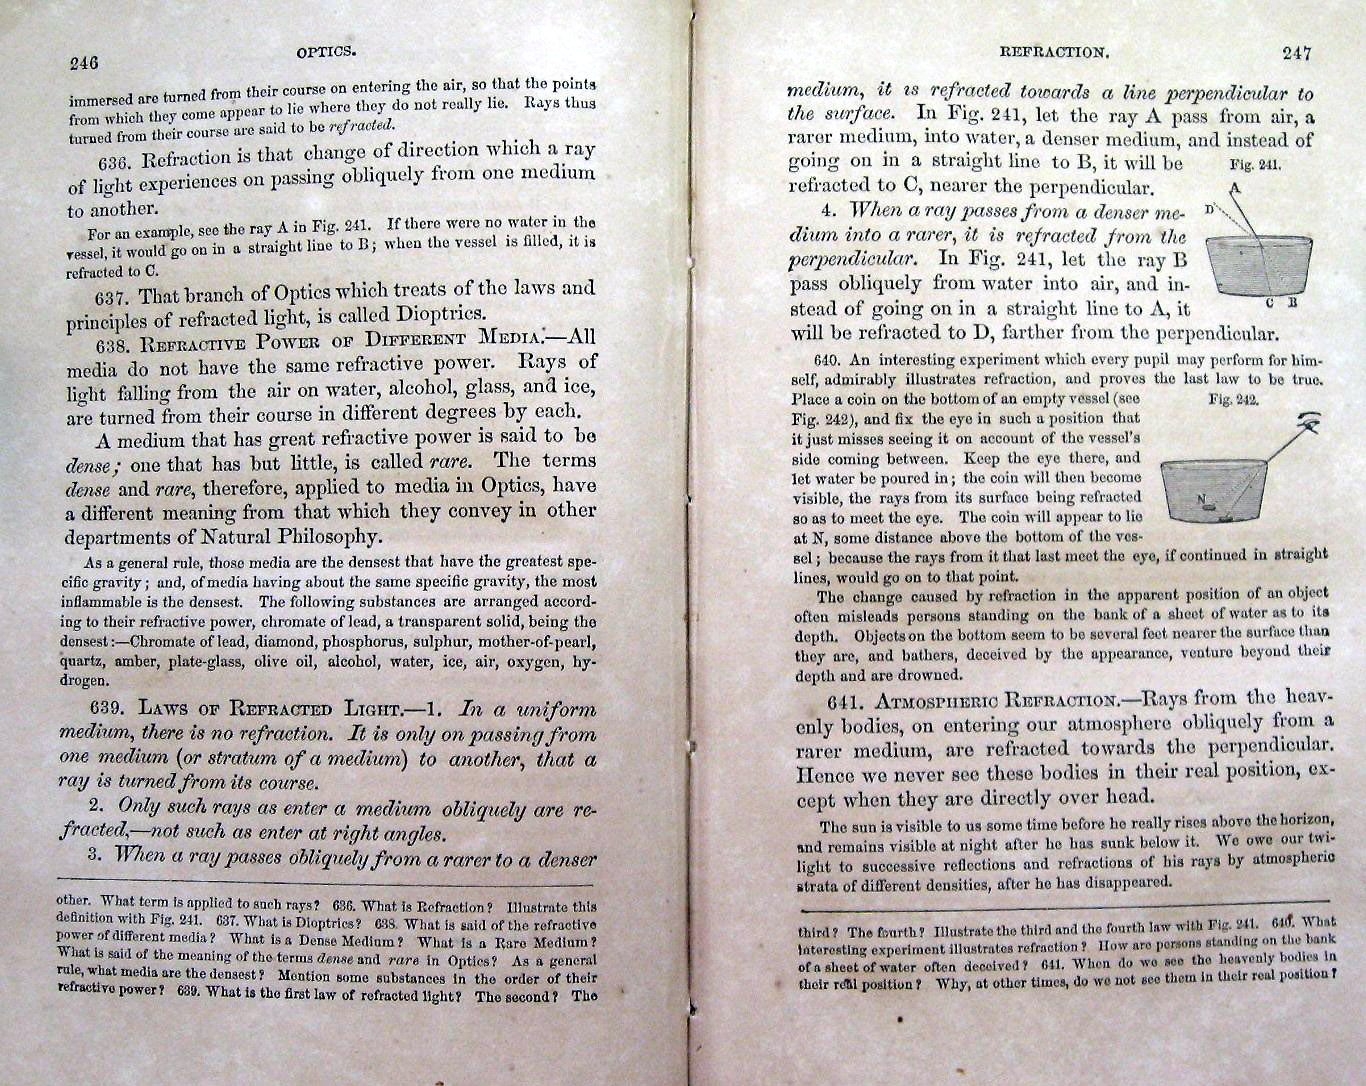 246
OPTICS.
immersed are turned from their course on entering the air, so that the points
from which they come appear to lie where they do not really lie. Rays thus
turned from their course are said to be refracted.
636. Refraction is that change of direction which a ray
of light experiences on passing obliquely from one medium
to another.
For an example, see the ray A in Fig. 241. If there were no water in the
vessel, it would go on in a straight line to B; when the vessel is filled, it is
refracted to C.
637. That branch of Optics which treats of the laws and
principles of refracted light, is called Dioptrics.
638. REFRACTIVE POWER OF DIFFERENT MEDIA.—All
media do not have the same refractive power. Rays of
light falling from the air on water, alcohol, glass, and ice,
are turned from their course in different degrees by each.
A medium that has great refractive power is said to be
dense; one that has but little, is called rare. The terms
dense and rare, therefore, applied to media in Optics, have
a different meaning from that which they convey in other
departments of Natural Philosophy.
As a general rule, those media are the densest that have the greatest spe-
cific gravity; and, of media having about the same specific gravity, the most
inflammable is the densest. The following substances are arranged accord-
ing to their refractive power, chromate of lead, a transparent solid, being the
densest:—Chromate of lead, diamond, phosphorus, sulphur, mother-of-pearl,
quartz, amber, plate-glass, olive oil, alcohol, water, ice, air, oxygen, hy-
drogen.
639. LAWS OF REFRACTED LIGHT.—1. In a uniform
medium, there is no refraction. It is only on passing from
one medium (or stratum of a medium) to another, that a
ray is turned from its course.
2. Only such rays as enter a medium obliquely are re-
fracted,—not such as enter at right angles.
3. When a ray passes obliquely from a rarer to a denser
other. What term is applied to such rays? 636. What is Refraction? Illustrate this
definition with Fig. 241. 637. What is Dioptrics? 638. What is said of the refractive
power of different media? What is a Dense Medium? What is a Rare Medium?
What is said of the meaning of the terms dense and rare in Optics? As a general
rule, what media are the densest? Mention some substances in the order of their
refractive power? 639. What is the first law of refracted light? The second? The
REFRACTION.
247
medium, it is refracted towards a line perpendicular to
the surface. In Fig. 241, let the ray A pass from air, a
rarer medium, into water, a denser medium, and instead of
going on in a straight line to B, it will be
refracted to C, nearer the perpendicular.
Fig. 241.
A
D
C B
4. When a ray passes from a denser me-
dium into a rarer, it is refracted from the
perpendicular. In Fig. 241, let the ray B
pass obliquely from water into air, and in-
stead of going on in a straight line to A, it
will be refracted to D, farther from the perpendicular.
640. An interesting experiment which every pupil may perform for him-
self, admirably illustrates refraction, and proves the last law to be true.
Place a coin on the bottom of an empty vessel (see
Fig. 242), and fix the eye in such a position that
it just misses seeing it on account of the vessel's
side coming between. Keep the eye there, and
let water be poured in; the coin will then become
visible, the rays from its surface being refracted
so as to meet the eye. The coin will appear to lie
at N, some distance above the bottom of the ves-
Fig. 242.
N
sel; because the rays from it that last meet the eye, if continued in straight
lines, would go on to that point.
The change caused by refraction in the apparent position of an object
often misleads persons standing on the bank of a sheet of water as to its
depth. Objects on the bottom seem to be several feet nearer the surface than
they are, and bathers, deceived by the appearance, venture beyond their
depth and are drowned.
641. ATMOSPHERIC REFRACTION.—Rays from the heav-
enly bodies, on entering our atmosphere obliquely from a
rarer medium, are refracted towards the perpendicular.
Hence we never see these bodies in their real position, ex-
cept when they are directly over head.
The sun is visible to us some time before he really rises above the horizon,
and remains visible at night after he has sunk below it. We owe our twi-
light to successive reflections and refractions of his rays by atmospheric
strata of different densities, after he has disappeared.
third? The fourth? Illustrate the third and the fourth law with Fig. 241. 640. What
interesting experiment illustrates refraction? How are persons standing on the bank
of a sheet of water often deceived? 641. When do we see the heavenly bodies in
their real position? Why, at other times, do we not see them in their real position?